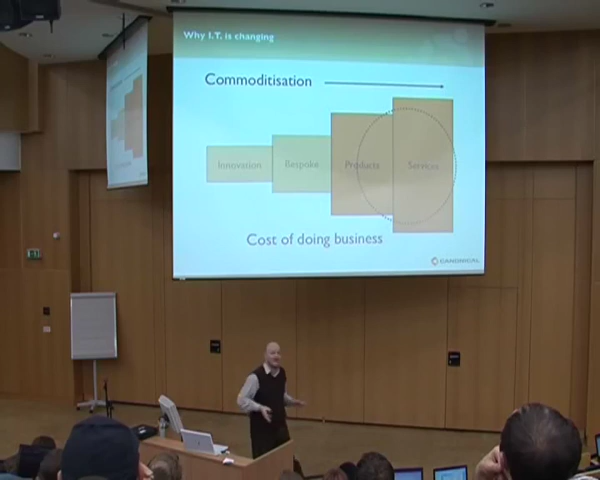 Why I.T. is changing
Commoditisation
Innovation Bespoke Products Services
Cost of doing business
CANONICAL